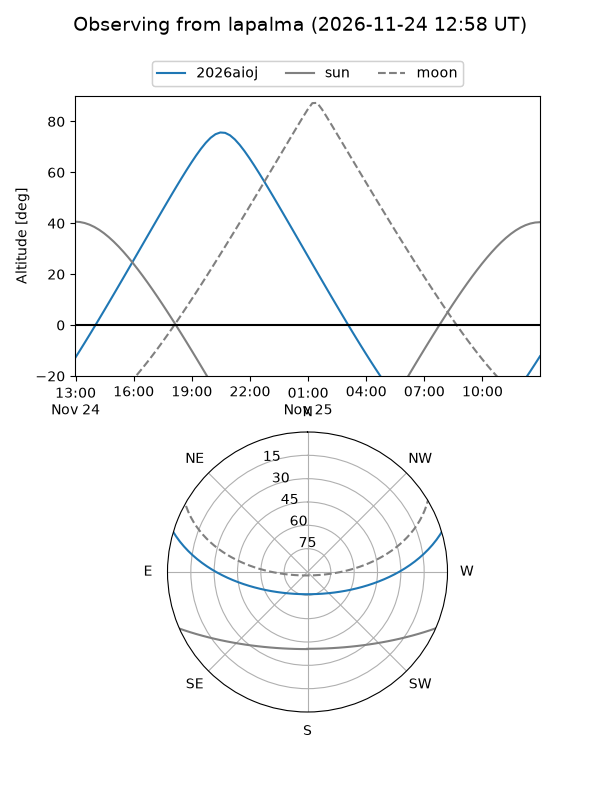 Observing from lapalma (2026-11-24 12:58 UT)
2026aioj sun moon
Altitude [deg]
80
60
40
20
0
−20
13:00 16:00 19:00 22:00 01:00 04:00 07:00 10:00
Nov 24 Nov 25
N
NE NW
15
30
45
60
75
E W
SE SW
S